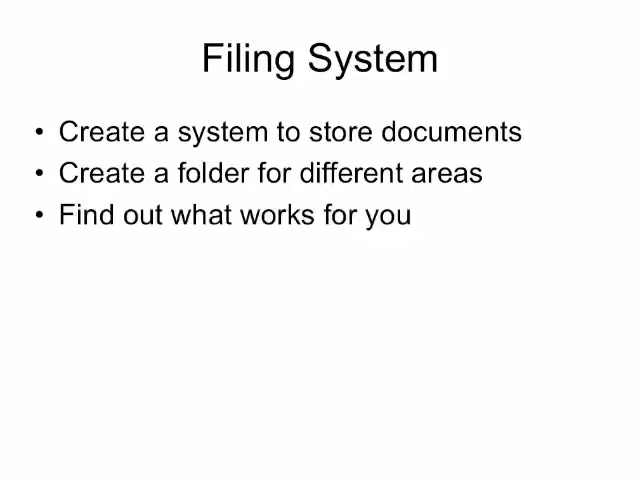 Filing System
• Create a system to store documents
• Create a folder for different areas
• Find out what works for you